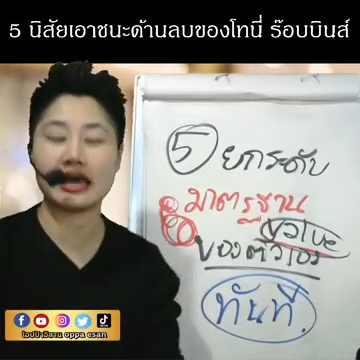 5 นิสัยเอาชนะด้านลบของโทนี่ ร๊อบบินส์
5 ยกระดับ
มาตรฐาน
ของตัวเอง
ทันที.
โอปป้าอีสาน oppa esan